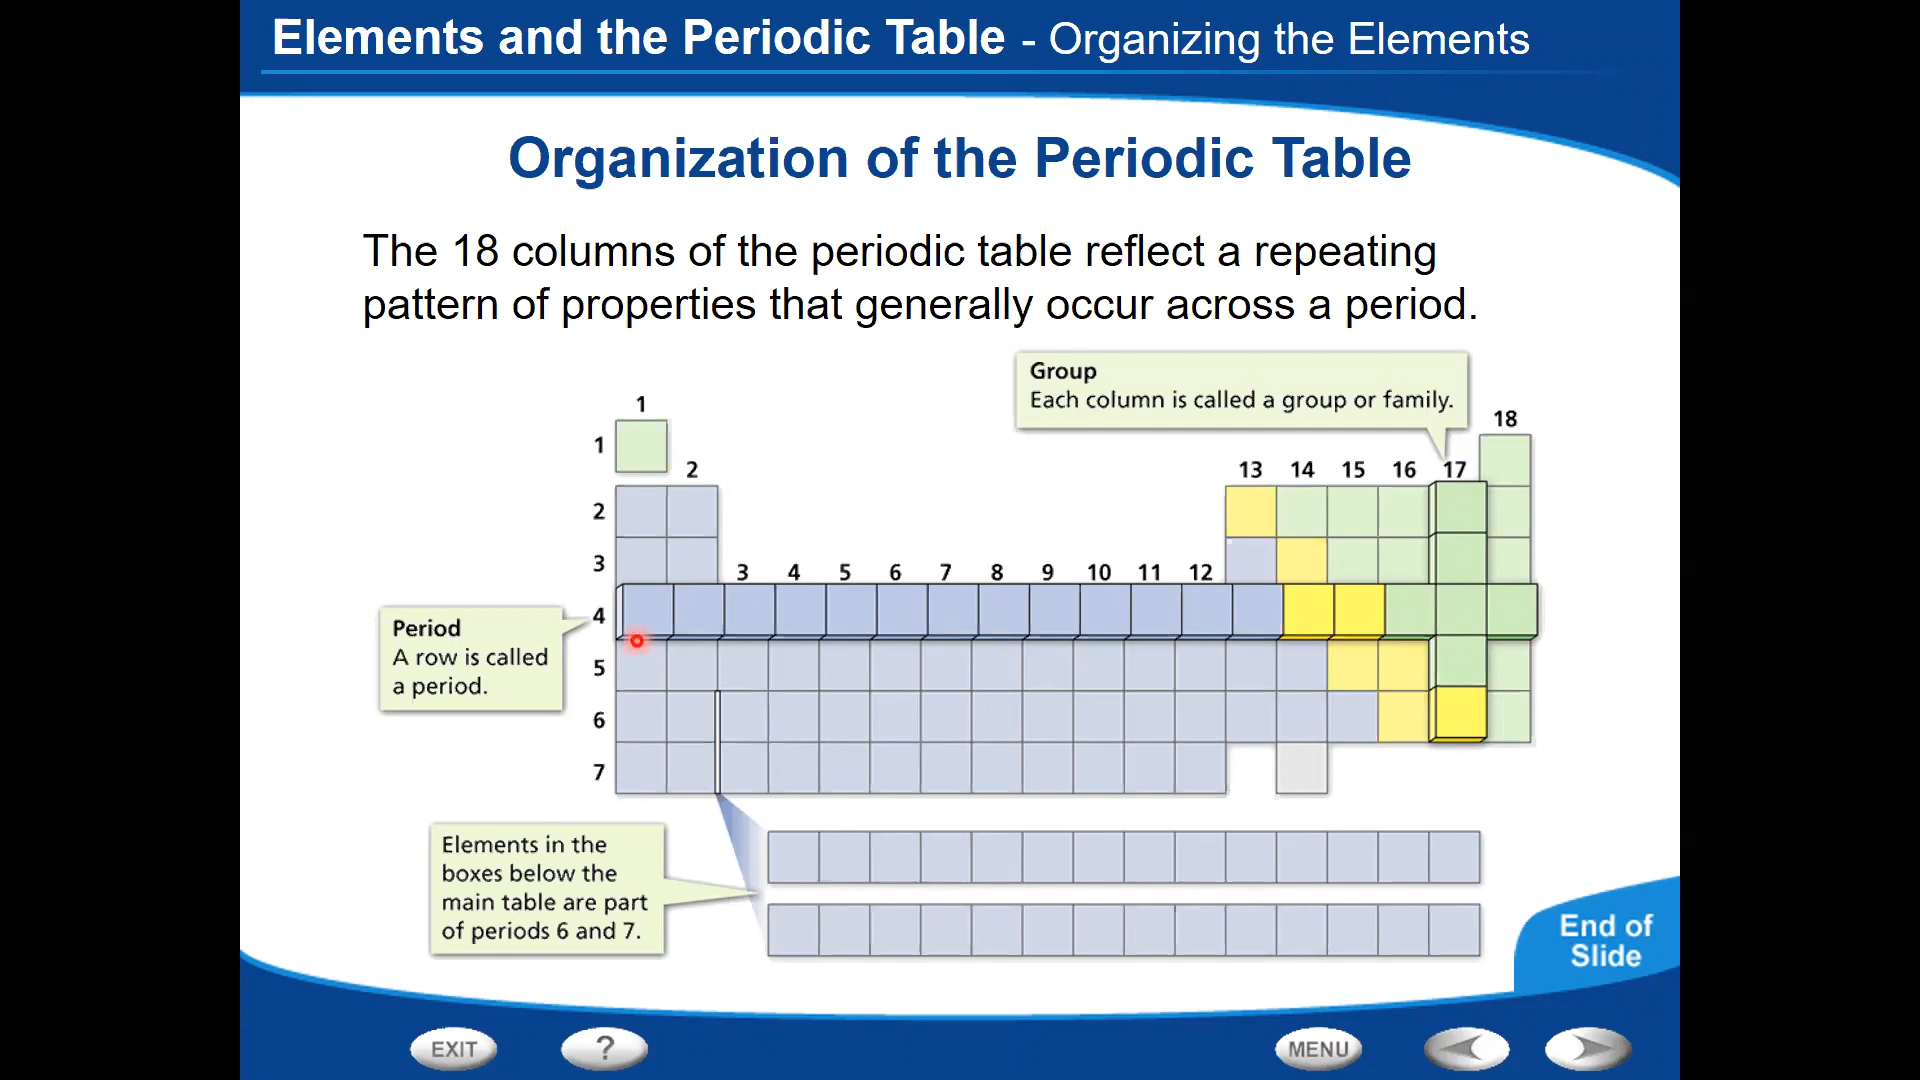 Elements and the Periodic Table - Organizing the Elements
Organization of the Periodic Table
The 18 columns of the periodic table reflect a repeating
pattern of properties that generally occur across a period.
Group
Each column is called a group or family.
1
18
1
2
13 14 15 16 17
2
3
3 4 5 6 7 8 9 10 11 12
4
Period
A row is called
a period.
5
6
7
Elements in the
boxes below the
main table are part
of periods 6 and 7.
End of
Slide
EXIT
?
MENU